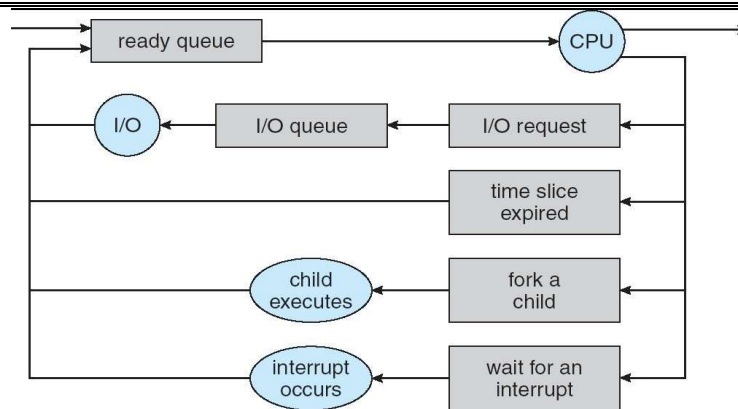 ready queue
CPU
I/O
I/O queue
I/O request
time slice
expired
child
executes
fork a
child
interrupt
occurs
wait for an
interrupt